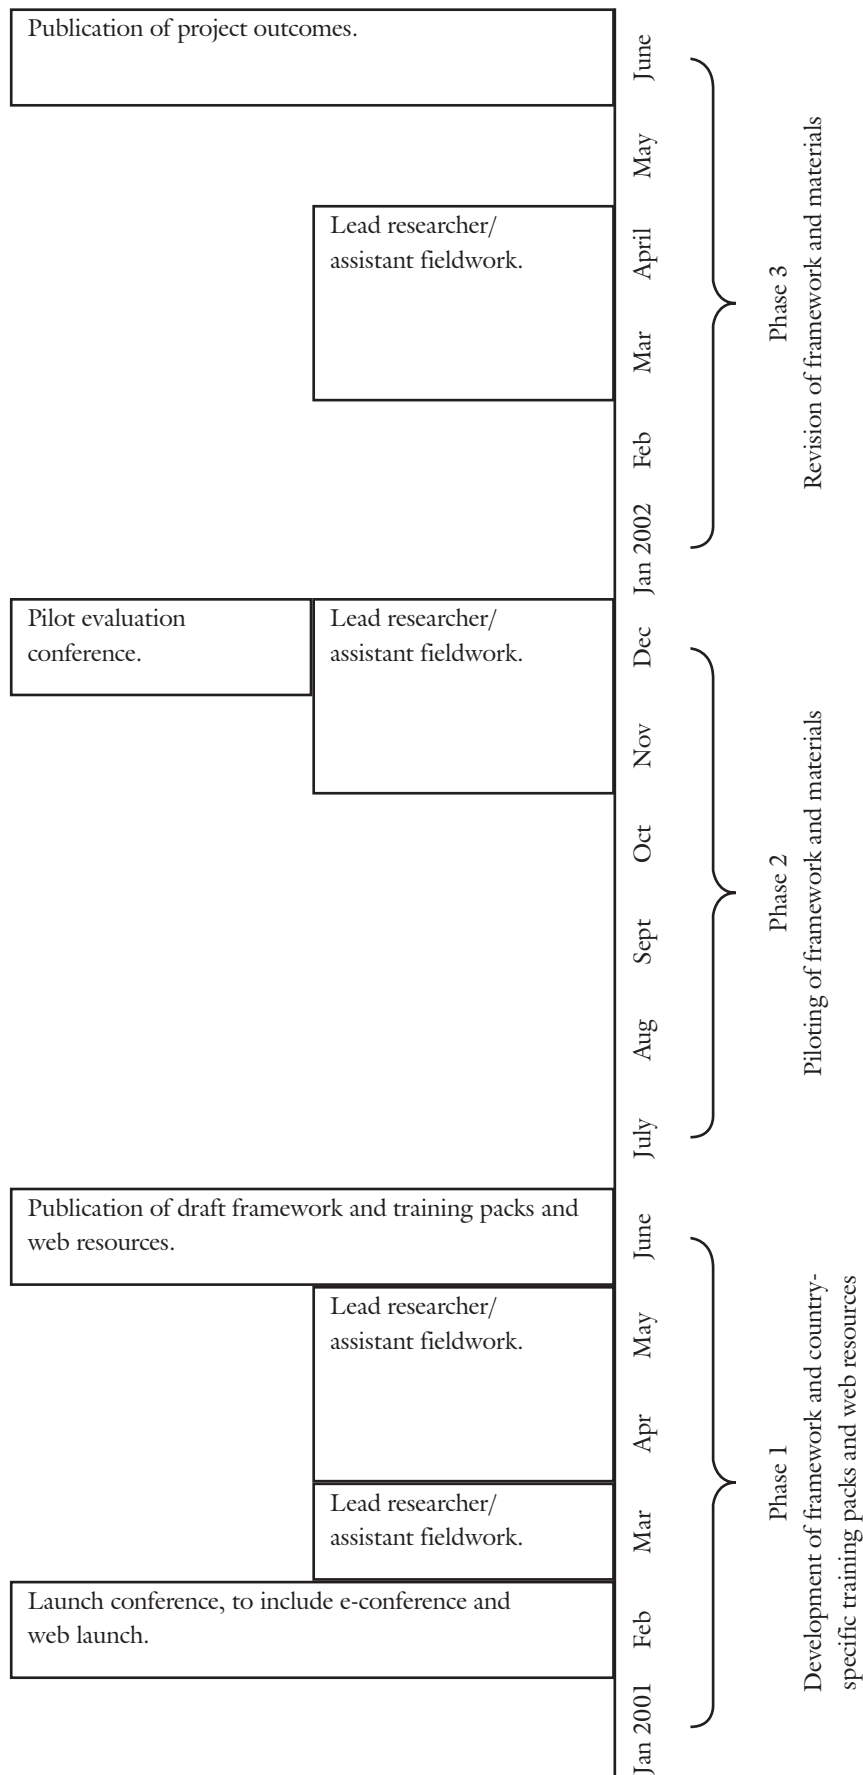 Publication of project outcomes.
Lead researcher/
assistant fieldwork.
Pilot evaluation
conference.
Lead researcher/
assistant fieldwork.
Publication of draft framework and training packs and
web resources.
Lead researcher/
assistant fieldwork.
Lead researcher/
assistant fieldwork.
Launch conference, to include e-conference and
web launch.
Jan 2001
Feb
Mar
Apr
May
June
July
Aug
Sept
Oct
Nov
Dec
Jan 2002
Feb
Mar
April
May
June
Phase 1
Development of framework and country-
specific training packs and web resources
Phase 2
Piloting of framework and materials
Phase 3
Revision of framework and materials